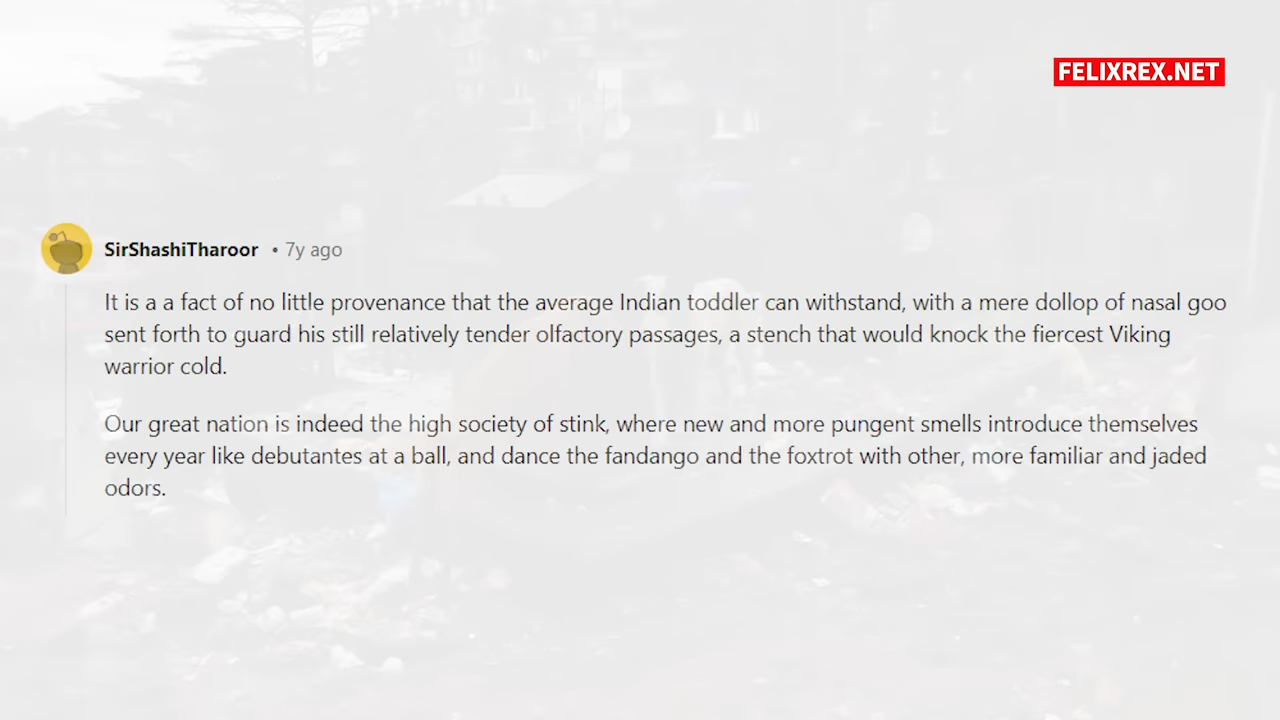 FELIXREX.NET
SirShashiTharoor • 7y ago
It is a a fact of no little provenance that the average Indian toddler can withstand, with a mere dollop of nasal goo
sent forth to guard his still relatively tender olfactory passages, a stench that would knock the fiercest Viking
warrior cold.
Our great nation is indeed the high society of stink, where new and more pungent smells introduce themselves
every year like debutantes at a ball, and dance the fandango and the foxtrot with other, more familiar and jaded
odors.